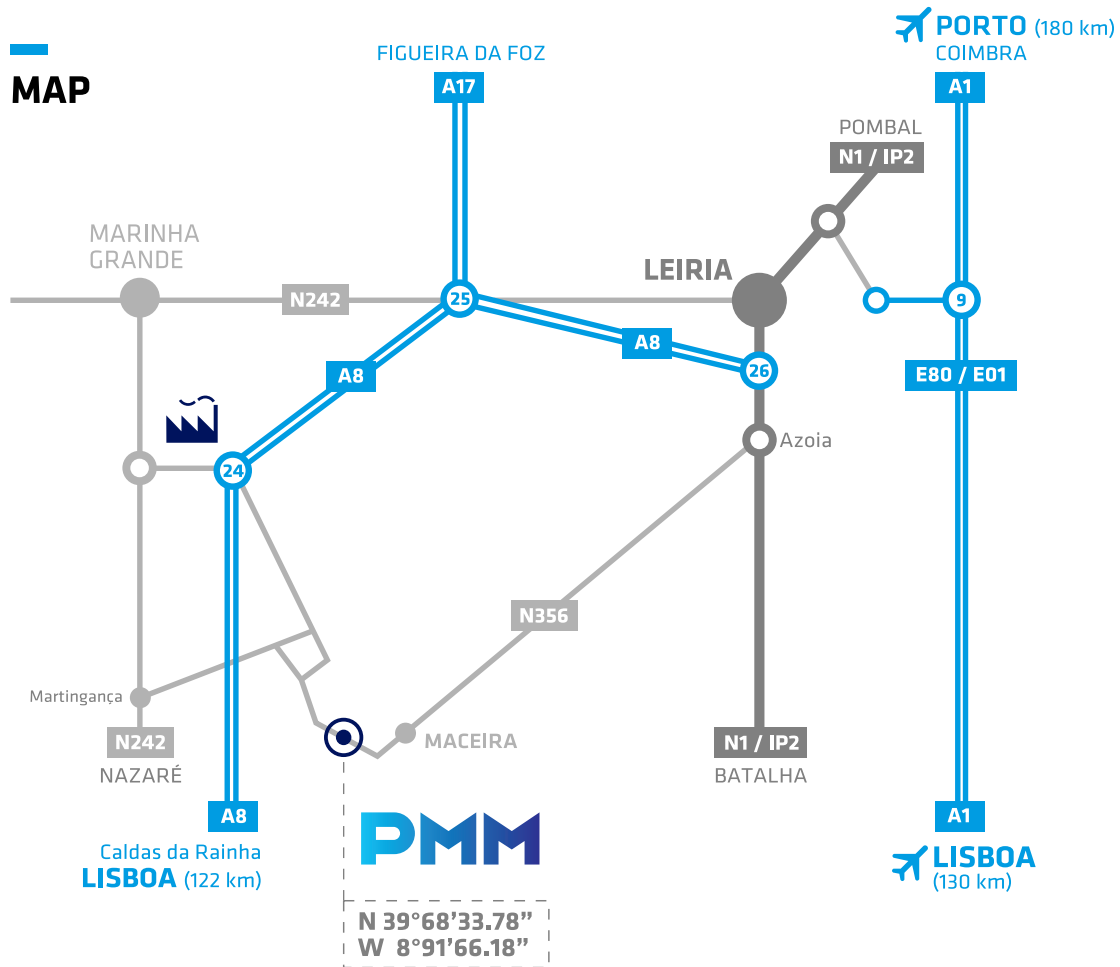 MAP
PORTO (180 km)
COIMBRA
FIGUEIRA DA FOZ
A17
A1
POMBAL
N1 / IP2
MARINHA
GRANDE
LEIRIA
N242
25
9
A8
26
A8
E80 / E01
Azoia
24
N356
Martingança
N242
NAZARÉ
MACEIRA
N1 / IP2
BATALHA
A8
Caldas da Rainha
LISBOA (122 km)
PMM
A1
LISBOA
(130 km)
N 39°68'33.78”
W 8°91'66.18”